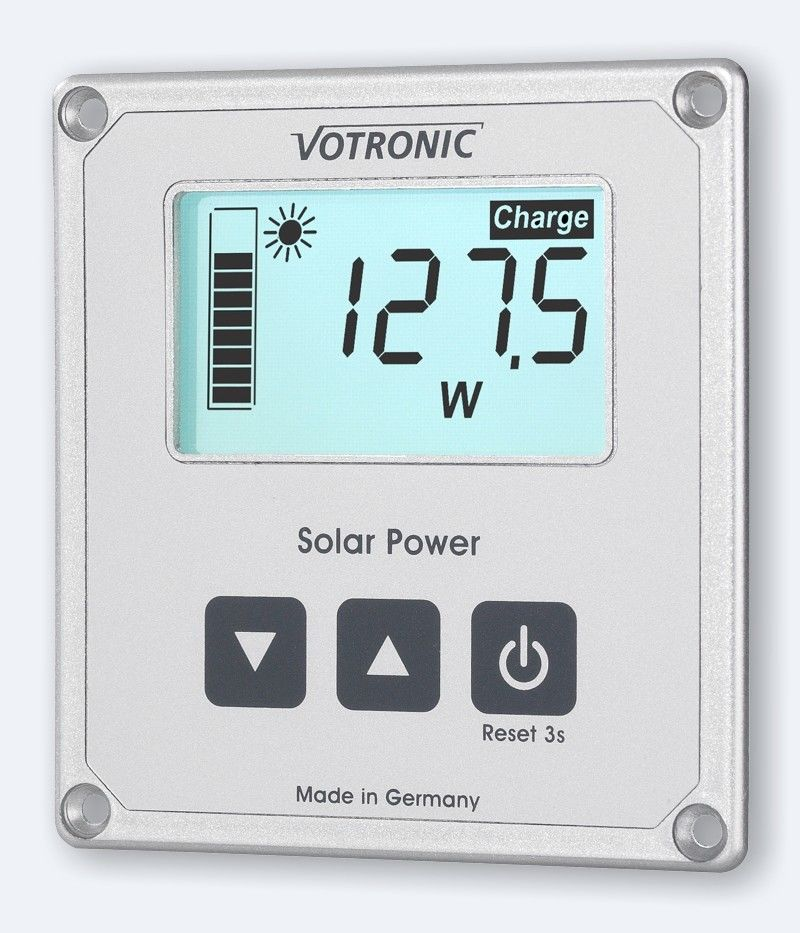 VOTRONIC
Charge
127.5
W
Solar Power
Reset 3s
Made in Germany